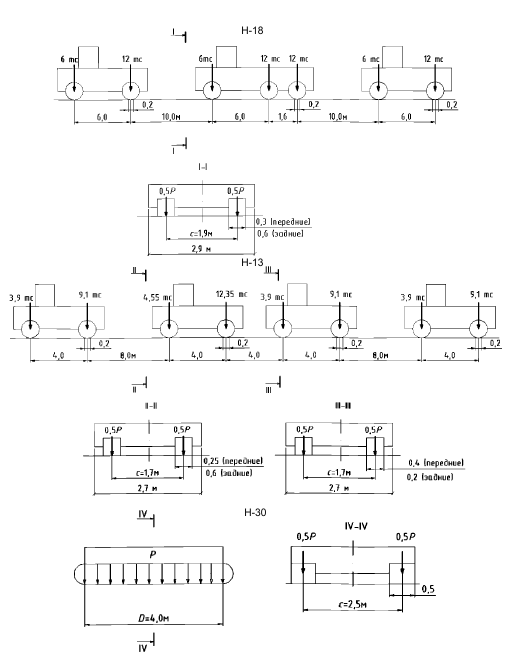 I Н-18
6 тс 12 тс 6тс 12 тс 12 тс 6 тс 12 тс
0,2 0,2 0,2
6,0 10,0м 6,0 1,6 10,0м 6,0
I
I-I
0,5P 0,5P
0,3 (передние)
c=1,9м 0,6 (задние)
2,9 м
II Н-13 III
3,9 тс 9,1 тс 4,55 тс 12,35 тс 3,9 тс 9,1 тс 3,9 тс 9,1 тс
0,2 0,2 0,2 0,2
4,0 8,0м 4,0 4,0 4,0 8,0м 4,0
II III
II-II III-III
0,5P 0,5P 0,5P 0,5P
0,25 (передние) 0,4 (передние)
c=1,7м 0,6 (задние) c=1,7м 0,2 (задние)
2,7 м 2,7 м
IV Н-30
IV-IV
P 0,5P 0,5P
0,5
D=4,0м c=2,5м
IV